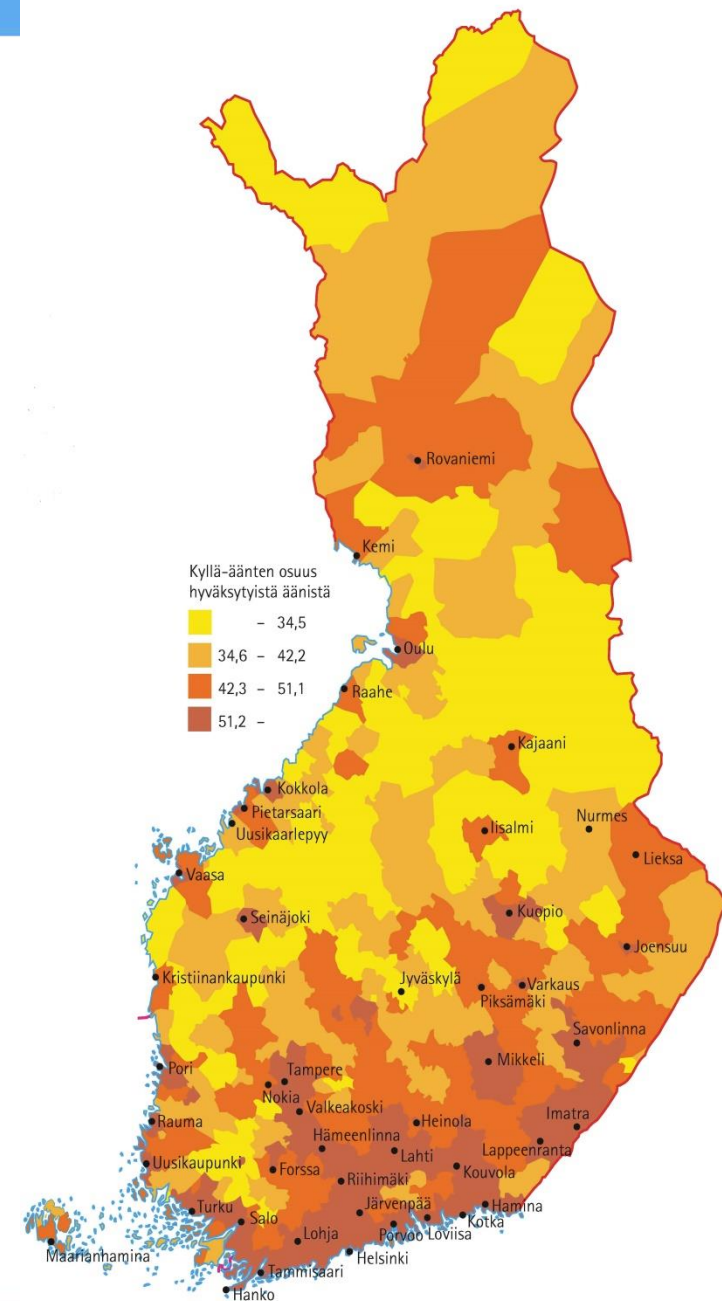 Rovaniemi
Kemi
Kyllä-äänten osuus
hyväksytyistä äänistä
– 34,5
34,6 – 42,2
42,3 – 51,1
51,2 –
Oulu
Raahe
Kajaani
Kokkola
Pietarsaari
Uusikaarlepyy
Iisalmi
Nurmes
Lieksa
Vaasa
Seinäjoki
Kuopio
Joensuu
Kristiinankaupunki
Jyväskylä
Varkaus
Piksämäki
Savonlinna
Pori
Tampere
Nokia
Mikkeli
Valkeakoski
Rauma
Heinola
Imatra
Hämeenlinna
Lappeenranta
Uusikaupunki
Forssa
Lahti
Kouvola
Riihimäki
Turku
Salo
Järvenpää
Hamina
Kotka
Loviisa
Porvoo
Lohja
Maarianhamina
Helsinki
Tammisaari
Hanko